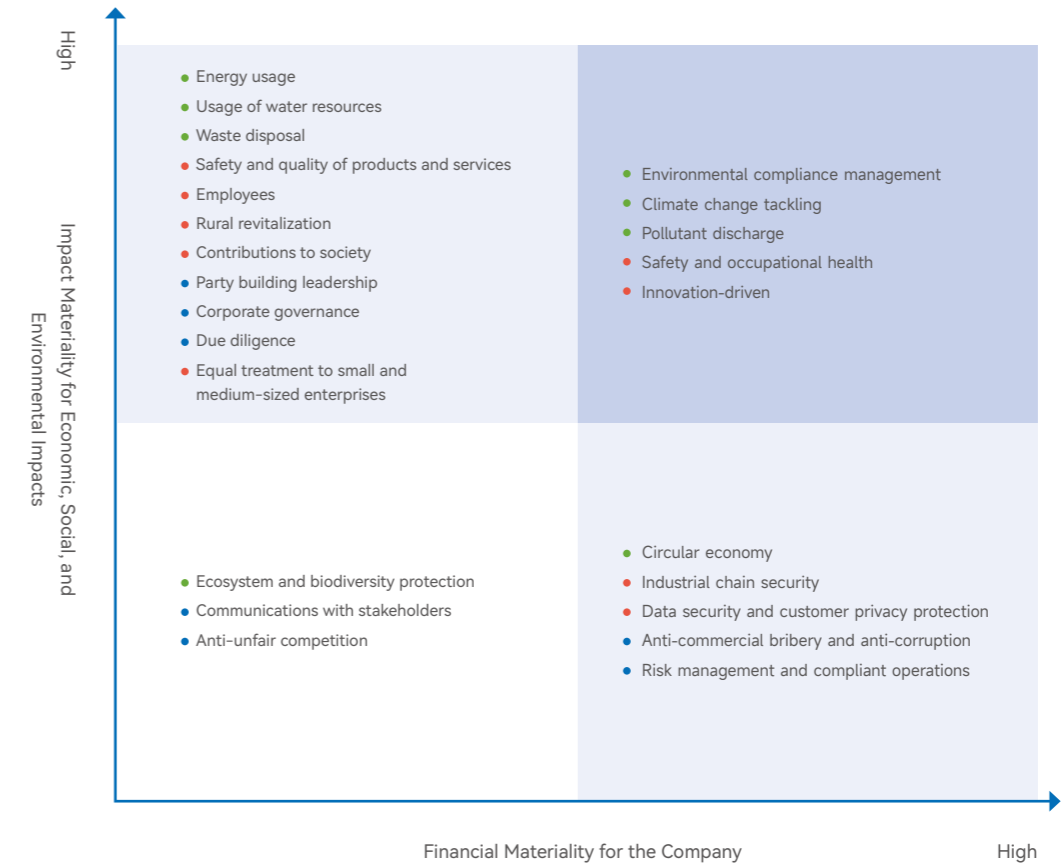 High
Impact Materiality for Economic, Social, and
Environmental Impacts
Energy usage
Usage of water resources
Waste disposal
Safety and quality of products and services
Employees
Rural revitalization
Contributions to society
Party building leadership
Corporate governance
Due diligence
Equal treatment to small and
medium-sized enterprises
Environmental compliance management
Climate change tackling
Pollutant discharge
Safety and occupational health
Innovation-driven
Ecosystem and biodiversity protection
Communications with stakeholders
Anti-unfair competition
Circular economy
Industrial chain security
Data security and customer privacy protection
Anti-commercial bribery and anti-corruption
Risk management and compliant operations
Financial Materiality for the Company
High